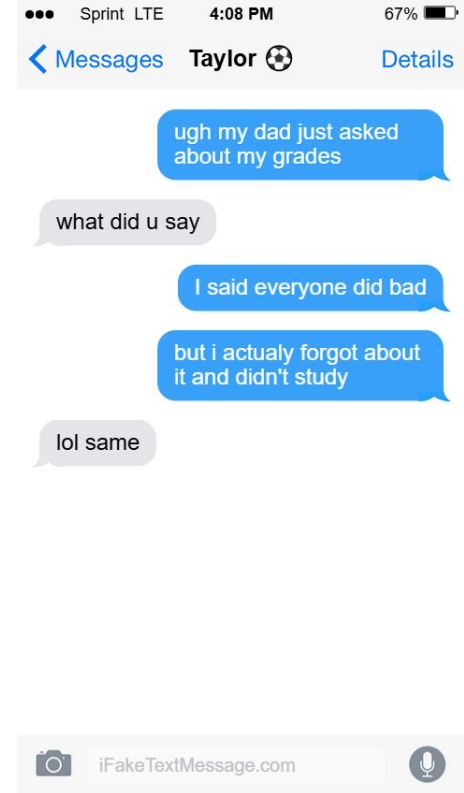 Sprint LTE 4:08 PM 67%
Messages Taylor ⚽ Details
ugh my dad just asked
about my grades
what did u say
I said everyone did bad
but i actualy forgot about
it and didn't study
lol same
iFakeTextMessage.com